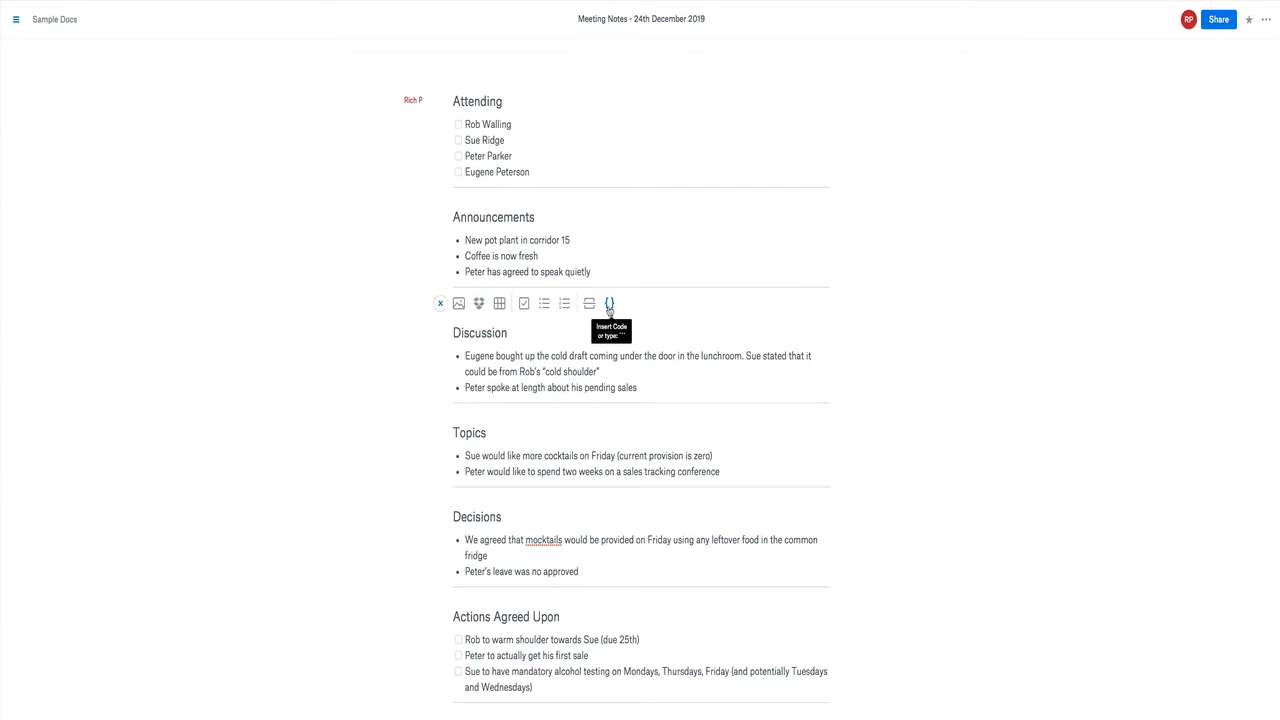 Sample Docs
Meeting Notes - 24th December 2019
RP
Share
Rich P
Attending
Rob Walling
Sue Ridge
Peter Parker
Eugene Peterson
Announcements
New pot plant in corridor 15
Coffee is now fresh
Peter has agreed to speak quietly
Insert Code
or type: ```
Discussion
Eugene bought up the cold draft coming under the door in the lunchroom. Sue stated that it
could be from Rob's "cold shoulder"
Peter spoke at length about his pending sales
Topics
Sue would like more cocktails on Friday (current provision is zero)
Peter would like to spend two weeks on a sales tracking conference
Decisions
We agreed that mocktails would be provided on Friday using any leftover food in the common
fridge
Peter's leave was no approved
Actions Agreed Upon
Rob to warm shoulder towards Sue (due 25th)
Peter to actually get his first sale
Sue to have mandatory alcohol testing on Mondays, Thursdays, Friday (and potentially Tuesdays
and Wednesdays)